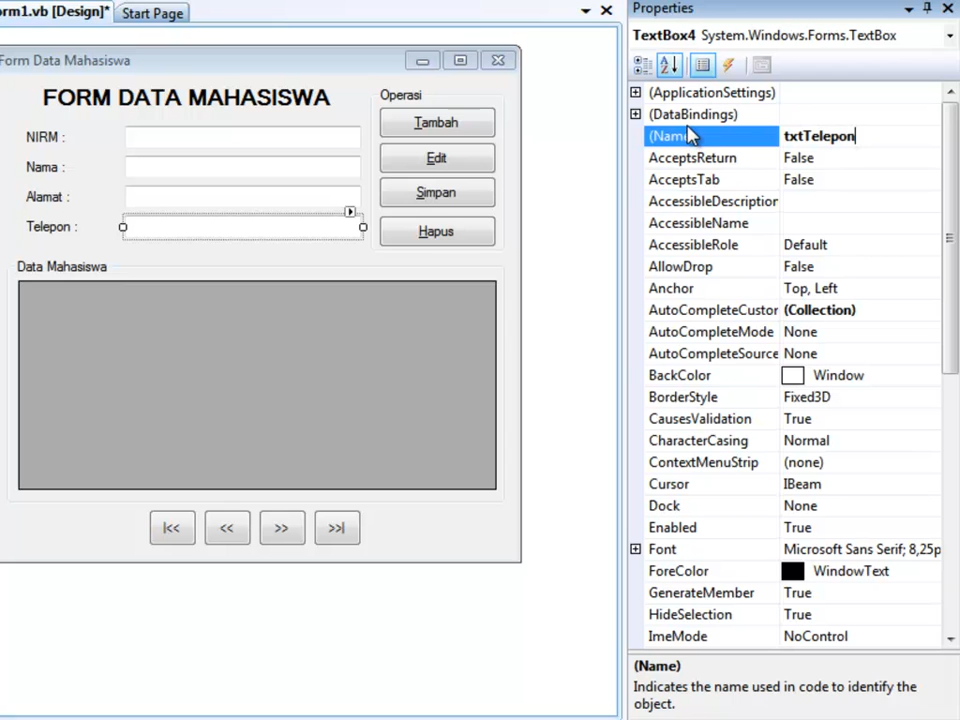 orm1.vb [Design]*
Start Page
Form Data Mahasiswa
FORM DATA MAHASISWA
NIRM :
Nama :
Alamat :
Telepon :
Operasi
Tambah
Edit
Simpan
Hapus
Data Mahasiswa
|<<
<<
>>
>>|
Properties
TextBox4 System.Windows.Forms.TextBox
(ApplicationSettings)
(DataBindings)
(Name txtTelepon
AcceptsReturn False
AcceptsTab False
AccessibleDescription
AccessibleName
AccessibleRole Default
AllowDrop False
Anchor Top, Left
AutoCompleteCustor (Collection)
AutoCompleteMode None
AutoCompleteSource None
BackColor Window
BorderStyle Fixed3D
CausesValidation True
CharacterCasing Normal
ContextMenuStrip (none)
Cursor IBeam
Dock None
Enabled True
Font Microsoft Sans Serif; 8,25p
ForeColor WindowText
GenerateMember True
HideSelection True
ImeMode NoControl
(Name)
Indicates the name used in code to identify the
object.